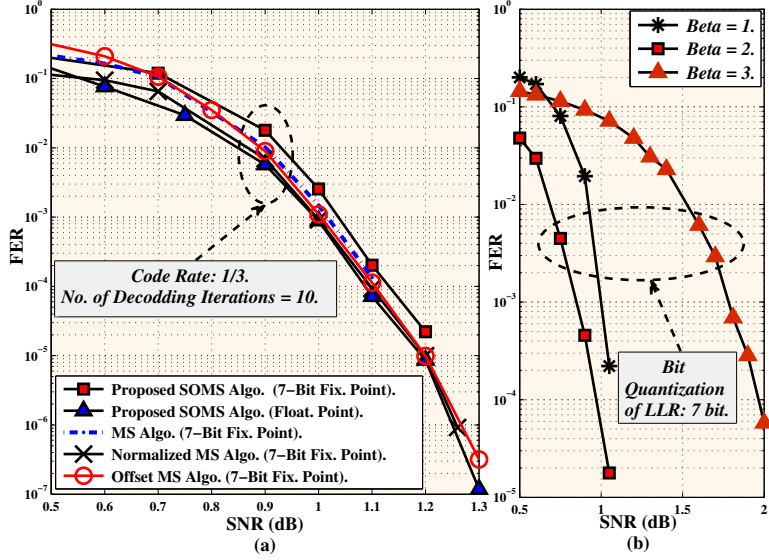 10^0
10^-1
10^-2
10^-3
10^-4
10^-5
10^-6
10^-7
FER
Code Rate: 1/3.
No. of Decodding Iterations = 10.
Proposed SOMS Algo. (7-Bit Fix. Point).
Proposed SOMS Algo. (Float. Point).
MS Algo. (7-Bit Fix. Point).
Normalized MS Algo. (7-Bit Fix. Point).
Offset MS Algo. (7-Bit Fix. Point).
0.5 0.6 0.7 0.8 0.9 1 1.1 1.2 1.3
SNR (dB)
(a)
10^0
10^-1
10^-2
10^-3
10^-4
10^-5
FER
Beta = 1.
Beta = 2.
Beta = 3.
Bit
Quantization
of LLR: 7 bit.
0.5 1 1.5 2
SNR (dB)
(b)